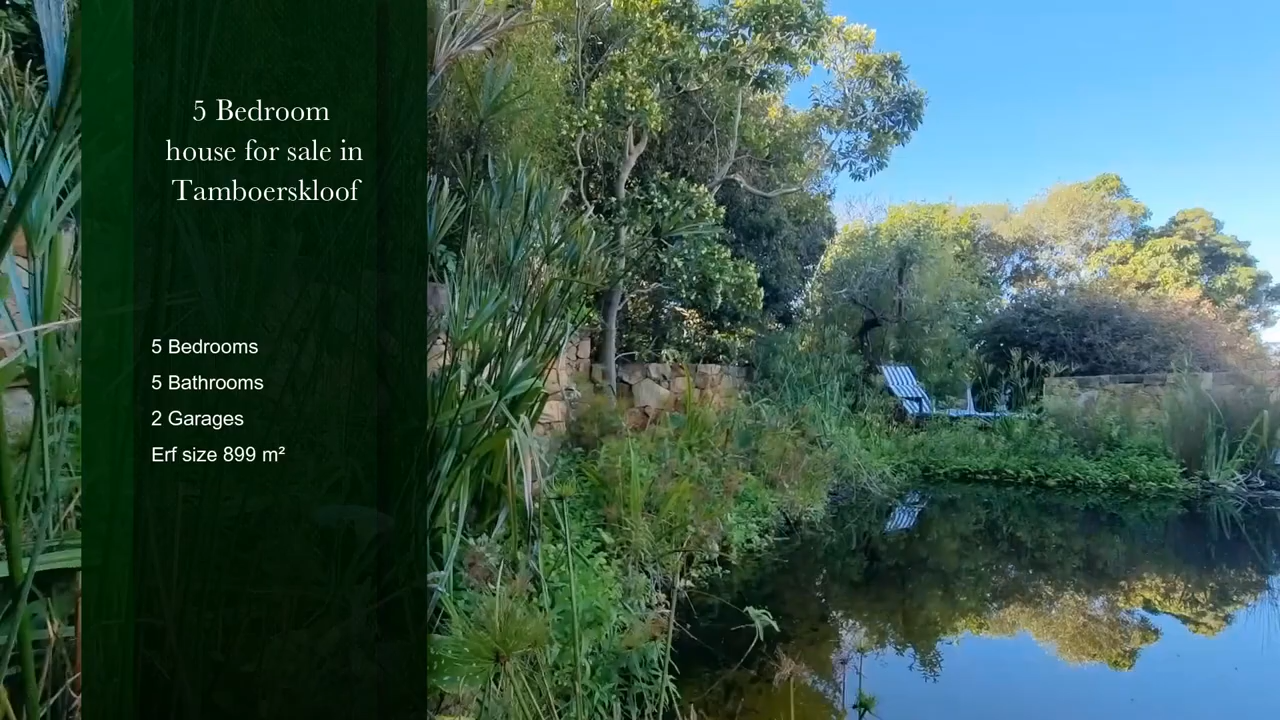 5 Bedroom
house for sale in
Tamboerskloof
5 Bedrooms
5 Bathrooms
2 Garages
Erf size 899 m²